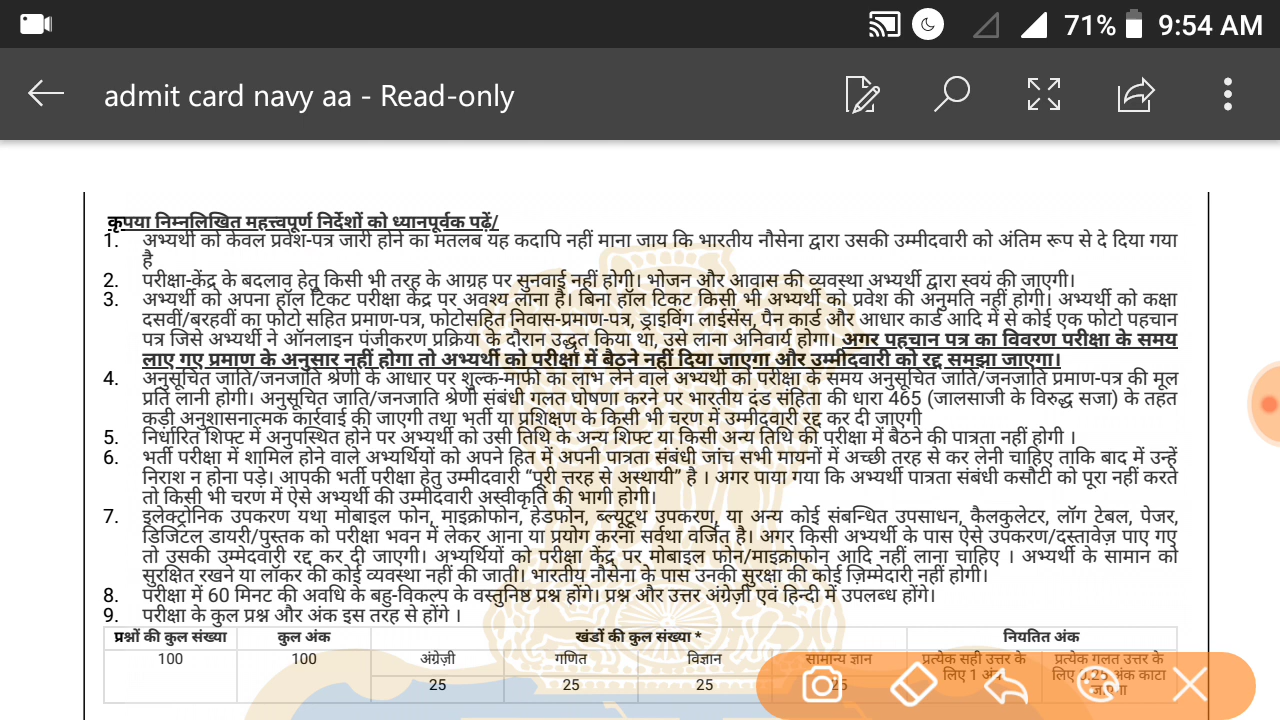 71% 9:54 AM
admit card navy aa - Read-only
कृपया निम्नलिखित महत्त्वपूर्ण निर्देशों को ध्यानपूर्वक पढ़ें/
1. अभ्यर्थी को केवल प्रवेश-पत्र जारी होने का मतलब यह कदापि नहीं माना जाय कि भारतीय नौसेना द्वारा उसकी उम्मीदवारी को अंतिम रूप से दे दिया गया
है
2. परीक्षा-केंद्र के बदलाव हेतु किसी भी तरह के आग्रह पर सुनवाई नहीं होगी। भोजन और आवास की व्यवस्था अभ्यर्थी द्वारा स्वयं की जाएगी।
3. अभ्यर्थी को अपना हॉल टिकट परीक्षा केंद्र पर अवश्य लाना है। बिना हॉल टिकट किसी भी अभ्यर्थी को प्रवेश की अनुमति नहीं होगी। अभ्यर्थी को कक्षा
दसवीं/बरहवीं का फोटो सहित प्रमाण-पत्र, फोटोसहित निवास-प्रमाण-पत्र, ड्राइविंग लाईसेंस, पैन कार्ड और आधार कार्ड आदि में से कोई एक फोटो पहचान
पत्र जिसे अभ्यर्थी ने ऑनलाइन पंजीकरण प्रक्रिया के दौरान उद्धृत किया था, उसे लाना अनिवार्य होगा। अगर पहचान पत्र का विवरण परीक्षा के समय
लाए गए प्रमाण के अनुसार नहीं होगा तो अभ्यर्थी को परीक्षा में बैठने नहीं दिया जाएगा और उम्मीदवारी को रद्द समझा जाएगा।
4. अनुसूचित जाति/जनजाति श्रेणी के आधार पर शुल्क-माफी का लाभ लेने वाले अभ्यर्थी को परीक्षा के समय अनुसूचित जाति/जनजाति प्रमाण-पत्र की मूल
प्रति लानी होगी। अनुसूचित जाति/जनजाति श्रेणी संबंधी गलत घोषणा करने पर भारतीय दंड संहिता की धारा 465 (जालसाजी के विरुद्ध सजा) के तहत
कड़ी अनुशासनात्मक कार्रवाई की जाएगी तथा भर्ती या प्रशिक्षण के किसी भी चरण में उम्मीदवारी रद्द कर दी जाएगी
5. निर्धारित शिफ्ट में अनुपस्थित होने पर अभ्यर्थी को उसी तिथि के अन्य शिफ्ट या किसी अन्य तिथि की परीक्षा में बैठने की पात्रता नहीं होगी ।
6. भर्ती परीक्षा में शामिल होने वाले अभ्यर्थियों को अपने हित में अपनी पात्रता संबंधी जांच सभी मायनों में अच्छी तरह से कर लेनी चाहिए ताकि बाद में उन्हें
निराश न होना पड़े। आपकी भर्ती परीक्षा हेतु उम्मीदवारी “पूरी त्तरह से अस्थायी” है । अगर पाया गया कि अभ्यर्थी पात्रता संबंधी कसौटी को पूरा नहीं करते
तो किसी भी चरण में ऐसे अभ्यर्थी की उम्मीदवारी अस्वीकृति की भागी होगी।
7. इलेक्ट्रोनिक उपकरण यथा मोबाइल फोन, माइक्रोफोन, हेडफोन, ब्ल्यूटूथ उपकरण, या अन्य कोई संबन्धित उपसाधन, कैलकुलेटर, लॉग टेबल, पेजर,
डिजिटल डायरी/पुस्तक को परीक्षा भवन में लेकर आना या प्रयोग करना सर्वथा वर्जित है। अगर किसी अभ्यर्थी के पास ऐसे उपकरण/दस्तावेज़ पाए गए
तो उसकी उम्मेदवारी रद्द कर दी जाएगी। अभ्यर्थियों को परीक्षा केंद्र पर मोबाइल फोन/माइक्रोफोन आदि नहीं लाना चाहिए । अभ्यर्थी के सामान को
सुरक्षित रखने या लॉकर की कोई व्यवस्था नहीं की जाती। भारतीय नौसेना के पास उनकी सुरक्षा की कोई ज़िम्मेदारी नहीं होगी।
8. परीक्षा में 60 मिनट की अवधि के बहु-विकल्प के वस्तुनिष्ठ प्रश्न होंगे। प्रश्न और उत्तर अंग्रेज़ी एवं हिन्दी में उपलब्ध होंगे।
9. परीक्षा के कुल प्रश्न और अंक इस तरह से होंगे ।
प्रश्नों की कुल संख्या कुल अंक खंडों की कुल संख्या * नियतित अंक
100 100 अंग्रेज़ी गणित विज्ञान सामान्य ज्ञान प्रत्येक सही उत्तर के प्रत्येक गलत उत्तर के
लिए 1 अंक लिए 0.25 अंक काटा
25 25 25 25 जाएगा